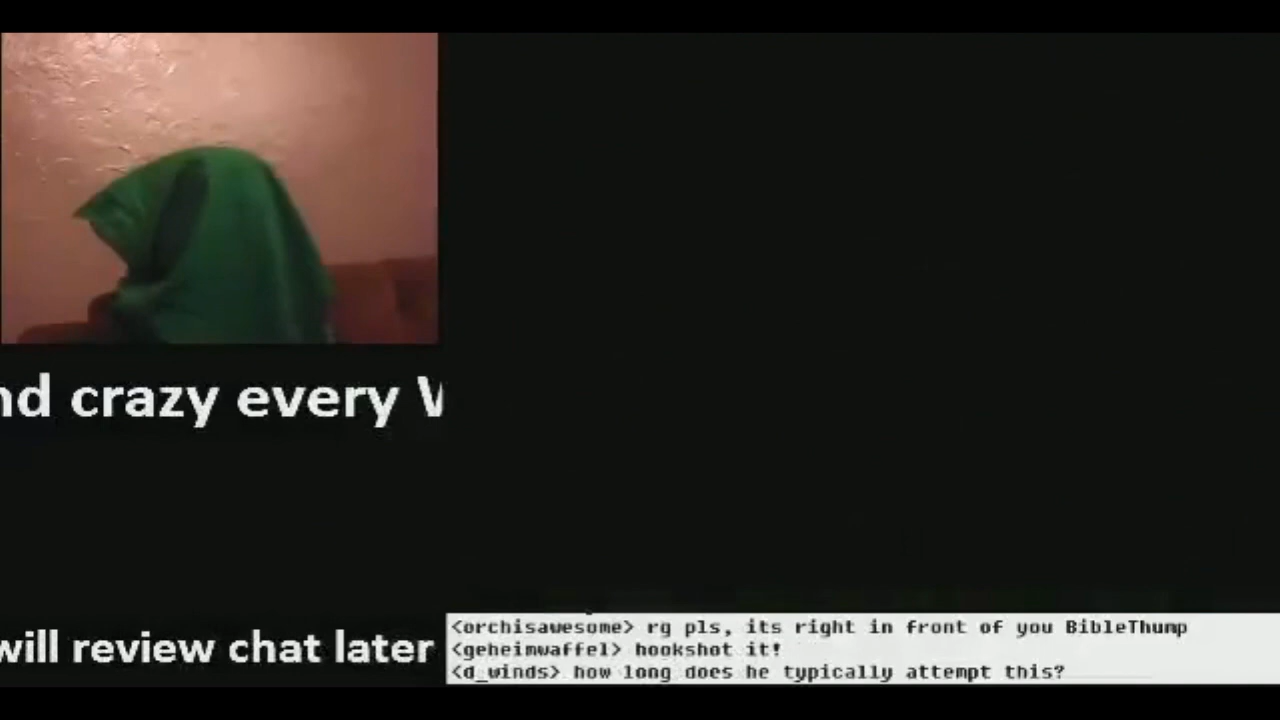 nd crazy every
will review chat later
<orchisawesome> rg pls, its right in front of you BibleThump
<geheimwaffel> hookshot it!
<d_winds> how long does he typically attempt this?